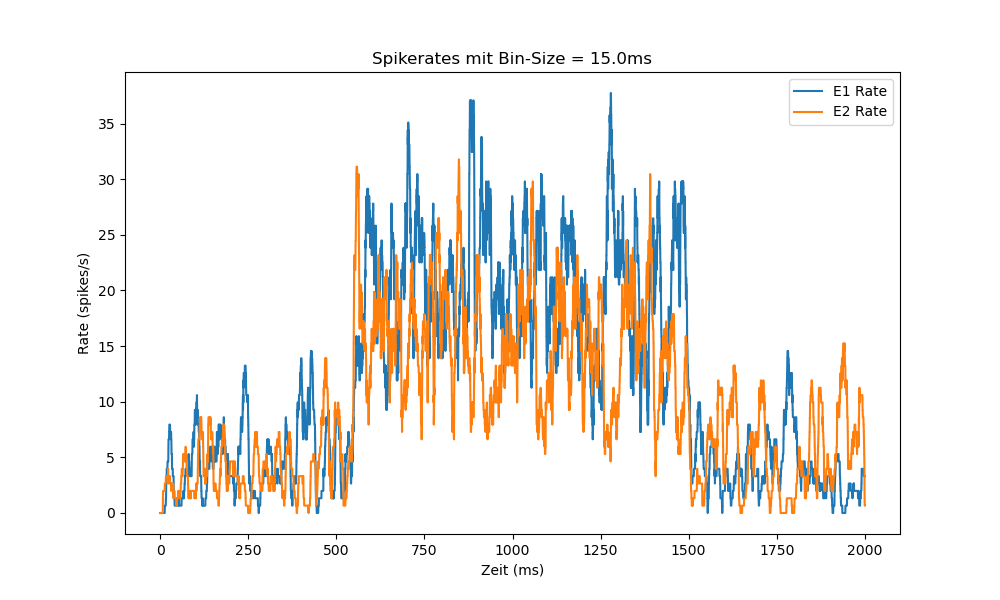 Spikerates mit Bin-Size = 15.0ms
E1 Rate
E2 Rate
Rate (spikes/s)
35
30
25
20
15
10
5
0
0 250 500 750 1000 1250 1500 1750 2000
Zeit (ms)